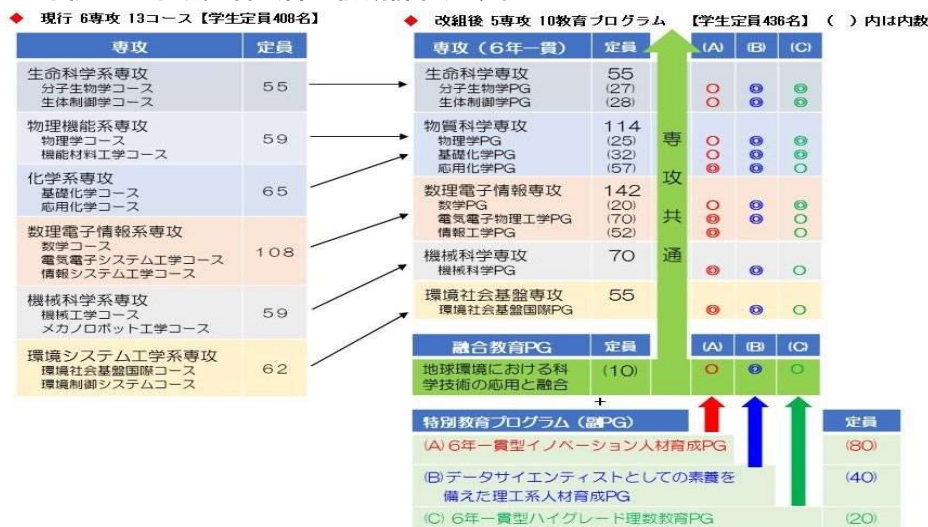 ◆ 現行 6専攻 13コース【学生定員408名】
専攻 定員
生命科学系専攻 55
分子生物学コース
生体制御学コース
物理機能系専攻 59
物理学コース
機能材料工学コース
化学系専攻 65
基礎化学コース
応用化学コース
数理電子情報系専攻 108
数学コース
電気電子システム工学コース
情報システム工学コース
機械科学系専攻 59
機械工学コース
メカノロボット工学コース
環境システム工学系専攻 62
環境社会基盤国際コース
環境制御システムコース
◆ 改組後 5専攻 10教育プログラム 【学生定員436名】 ( )内は内数
専攻(6年一貫) 定員 (A) (B) (C)
生命科学専攻 55
分子生物学PG (27) ○ ◎ ◎
生体制御学PG (28) ○ ◎ ◎
物質科学専攻 114
物理学PG (25) ○ ◎ ◎
基礎化学PG (32) ○ ◎ ◎
応用化学PG (57) ◎ ◎ ○
数理電子情報専攻 142
数学PG (20) ○ ◎ ◎
電気電子物理工学PG (70) ◎ ◎ ○
情報工学PG (52) ◎ ○
機械科学専攻 70
機械科学PG ◎ ◎ ○
環境社会基盤専攻 55
環境社会基盤国際PG ◎ ◎ ○
専攻共通
融合教育PG 定員 (A) (B) (C)
地球環境における科 (10) ○ ◎ ○
学技術の応用と融合
+
特別教育プログラム(副PG) 定員
(A)6年一貫型イノベーション人材育成PG (80)
(B)データサイエンティストとしての素養を (40)
備えた理工系人材育成PG
(C)6年一貫型ハイグレード理数教育PG (20)